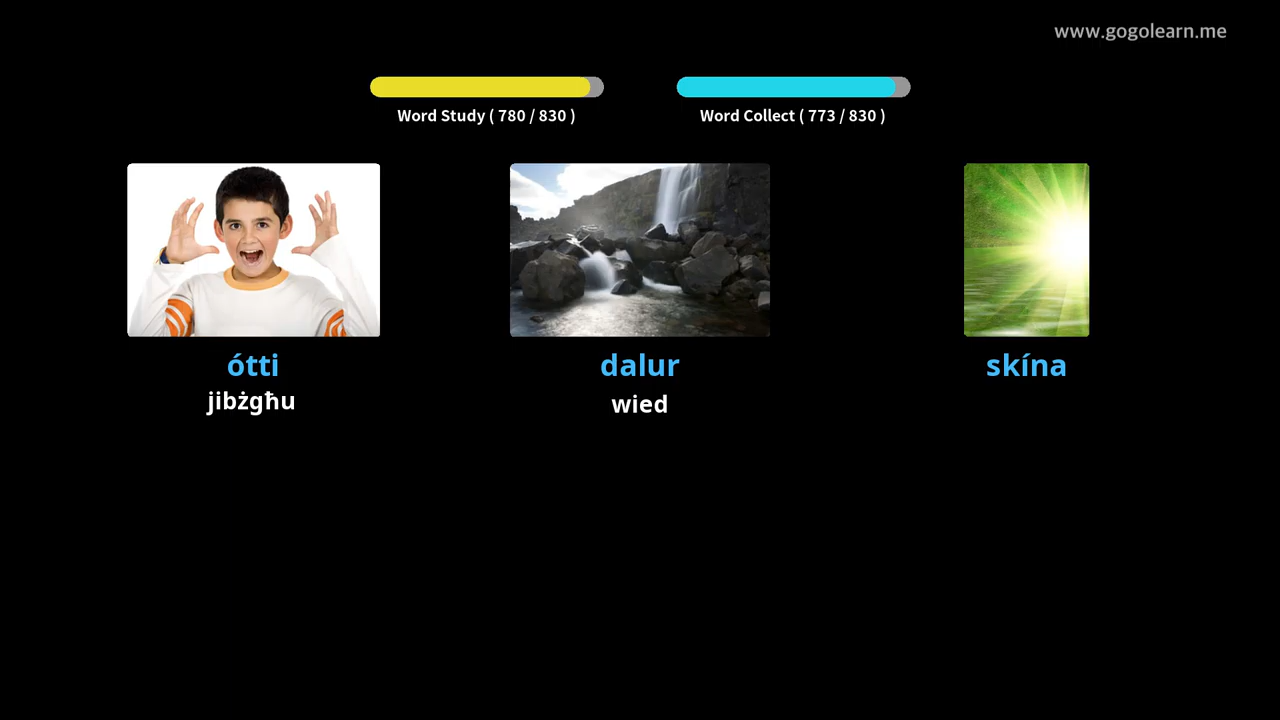 www.gogolearn.me
Word Study ( 780 / 830 )
Word Collect ( 773 / 830 )
ótti
dalur
skína
jibżgħu
wied